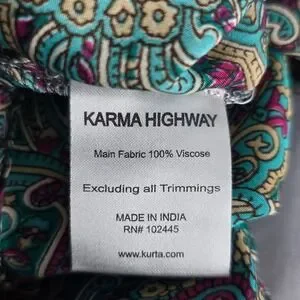 KARMA HIGHWAY
Main Fabric 100% Viscose
Excluding all Trimmings
MADE IN INDIA
RN# 102445
www.kurta.com